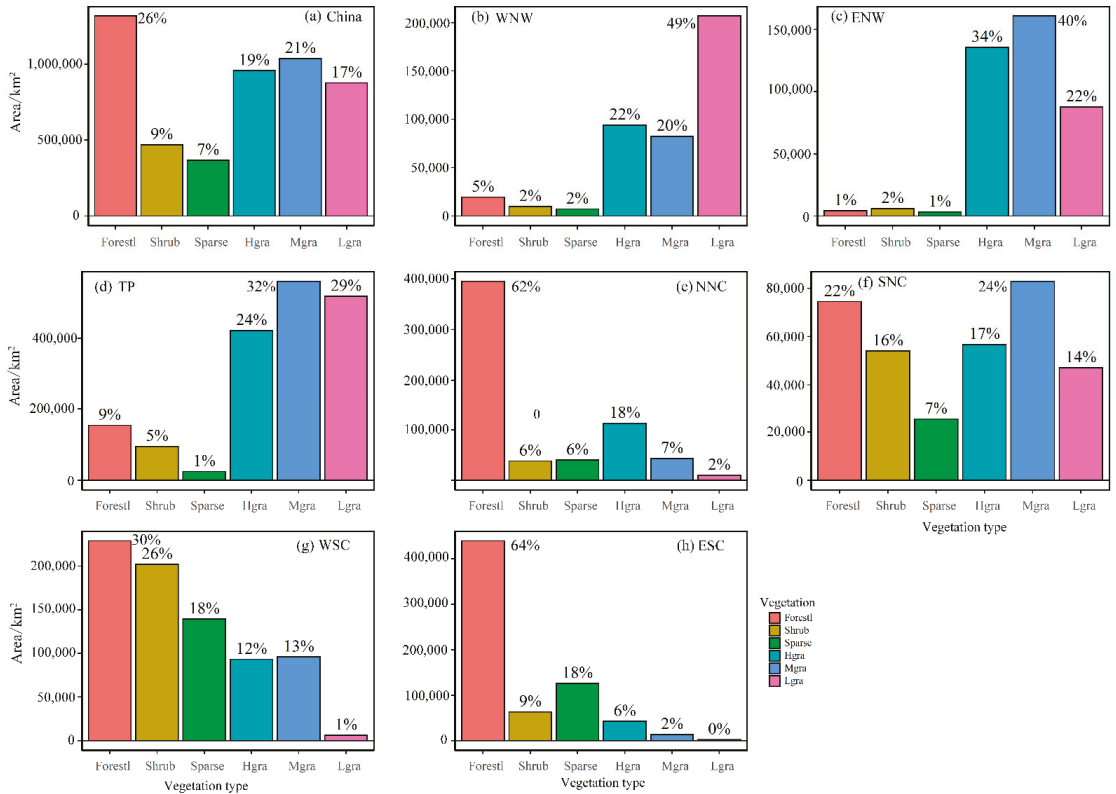 (a) China
(b) WNW
(c) ENW
26%
9%
7%
19%
21%
17%
5%
2%
2%
22%
20%
49%
1%
2%
1%
34%
40%
22%
Area/km²
1,000,000
500,000
0
200,000
150,000
100,000
50,000
0
150,000
100,000
50,000
0
Forestl Shrub Sparse Hgra Mgra Lgra
Forestl Shrub Sparse Hgra Mgra Lgra
Forestl Shrub Sparse Hgra Mgra Lgra
(d) TP
(e) NNC
(f) SNC
9%
5%
1%
24%
32%
29%
62%
0
6%
6%
18%
7%
2%
22%
16%
7%
17%
24%
14%
Area/km²
400,000
200,000
0
400,000
300,000
200,000
100,000
80,000
60,000
40,000
20,000
0
Forestl Shrub Sparse Hgra Mgra Lgra
Forestl Shrub Sparse Hgra Mgra Lgra
Forestl Shrub Sparse Hgra Mgra Lgra
Vegetation type
(g) WSC
(h) ESC
30%
26%
18%
12%
13%
1%
64%
9%
18%
6%
2%
0%
Area/km²
200,000
150,000
100,000
50,000
0
400,000
300,000
200,000
100,000
0
Forestl Shrub Sparse Hgra Mgra Lgra
Forestl Shrub Sparse Hgra Mgra Lgra
Vegetation type
Vegetation type
Vegetation
Forestl
Shrub
Sparse
Hgra
Mgra
Lgra